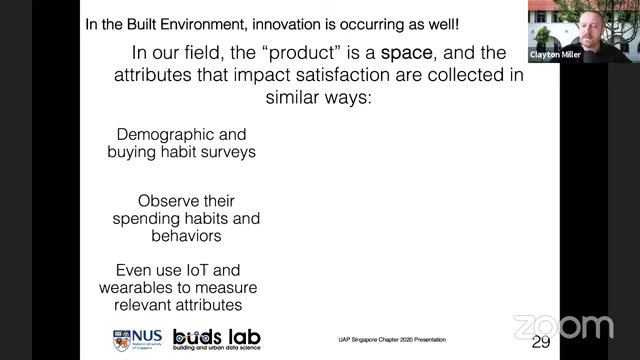 In the Built Environment, innovation is occurring as well!
Clayton Miller
In our field, the “product” is a space, and the
attributes that impact satisfaction are collected in
similar ways:
Demographic and
buying habit surveys
Observe their
spending habits and
behaviors
Even use IoT and
wearables to measure
relevant attributes
NUS
National University
of Singapore
buds lab
building and urban data science
UAP Singapore Chapter 2020 Presentation
29
zoom